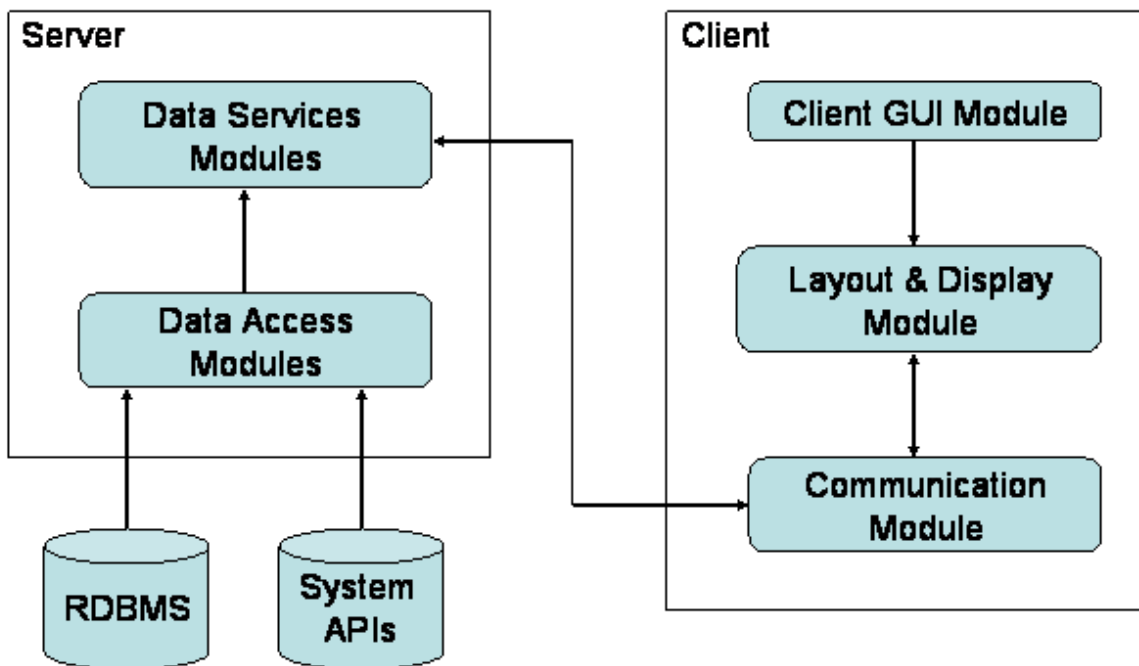 Server
Data Services
Modules
Data Access
Modules
RDBMS
System
APIs
Client
Client GUI Module
Layout & Display
Module
Communication
Module